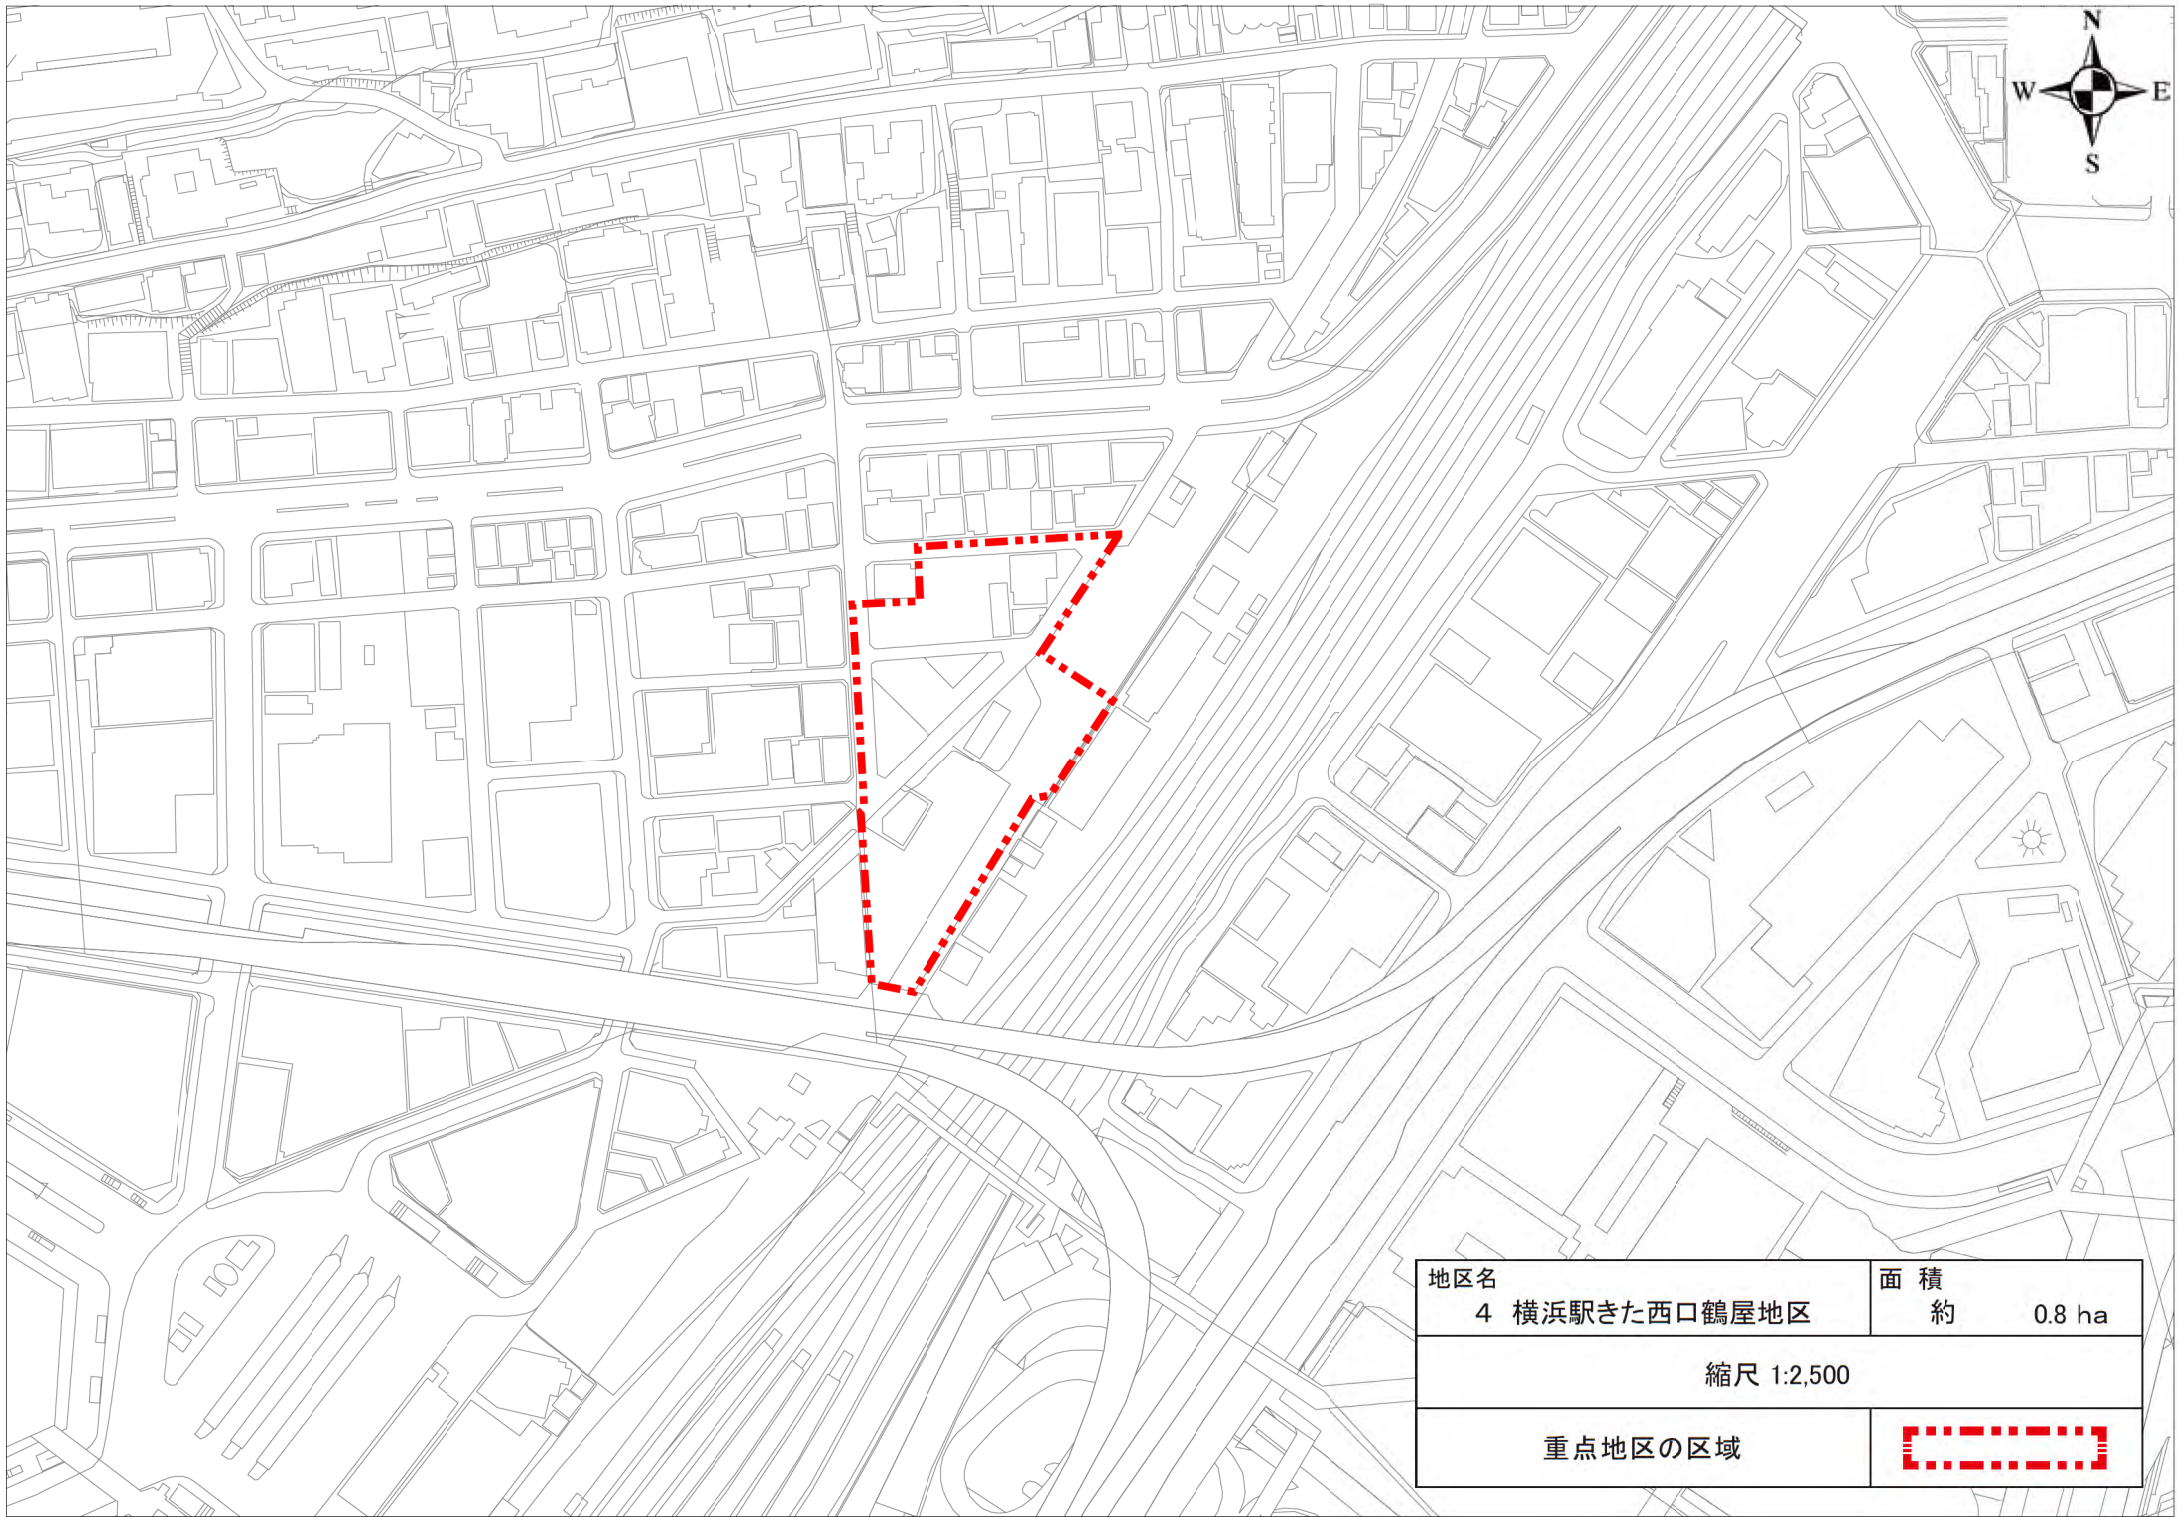 N
W E
S
地区名
4 横浜駅きた西口鶴屋地区
面 積
約 0.8 ha
縮尺 1:2,500
重点地区の区域